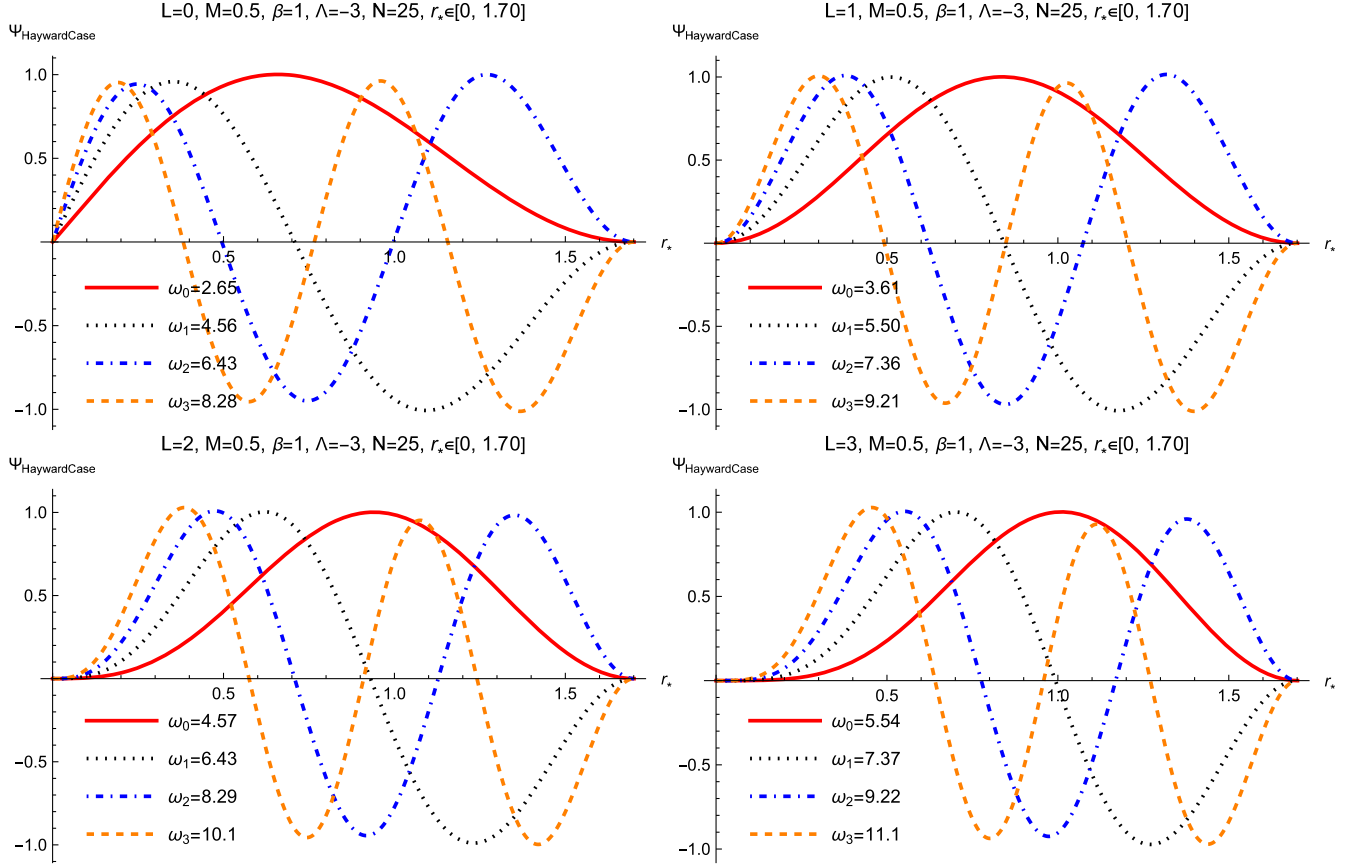 L=0, M=0.5, β=1, Λ=−3, N=25, r*∈[0, 1.70]
Ψ_HaywardCase
1.0
0.5
−0.5
−1.0
0.5
1.0
1.5
r*
ω₀=2.65
ω₁=4.56
ω₂=6.43
ω₃=8.28
L=1, M=0.5, β=1, Λ=−3, N=25, r*∈[0, 1.70]
Ψ_HaywardCase
1.0
0.5
−0.5
−1.0
0.5
1.0
1.5
r*
ω₀=3.61
ω₁=5.50
ω₂=7.36
ω₃=9.21
L=2, M=0.5, β=1, Λ=−3, N=25, r*∈[0, 1.70]
Ψ_HaywardCase
1.0
0.5
−0.5
−1.0
0.5
1.0
1.5
r*
ω₀=4.57
ω₁=6.43
ω₂=8.29
ω₃=10.1
L=3, M=0.5, β=1, Λ=−3, N=25, r*∈[0, 1.70]
Ψ_HaywardCase
1.0
0.5
−0.5
−1.0
0.5
1.0
1.5
r*
ω₀=5.54
ω₁=7.37
ω₂=9.22
ω₃=11.1